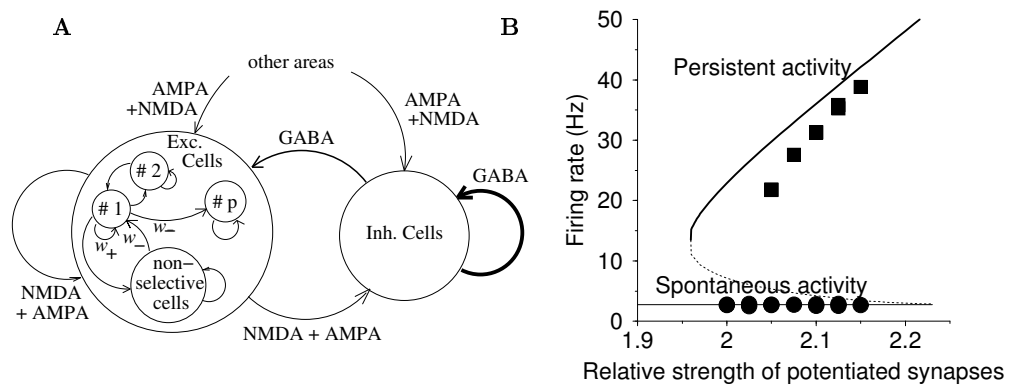 A
other areas
AMPA
+NMDA
AMPA
+NMDA
GABA
GABA
Exc.
Cells
# 2
# 1
# p
w−
w−
w+
non−
selective
cells
Inh. Cells
NMDA
+ AMPA
NMDA + AMPA
B
50
40
30
20
10
0
Firing rate (Hz)
Persistent activity
Spontaneous activity
1.9
2
2.1
2.2
Relative strength of potentiated synapses